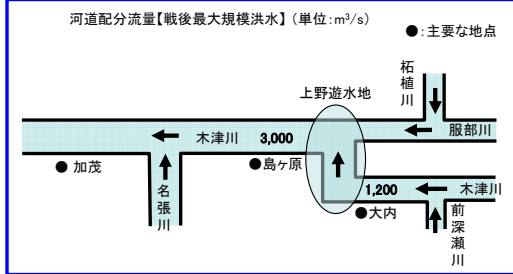 河道配分流量【戦後最大規模洪水】（単位：m³/s）
●：主要な地点
柘植川
上野遊水地
服部川
木津川
3,000
●加茂
●島ヶ原
名張川
1,200
木津川
●大内
前深瀬川